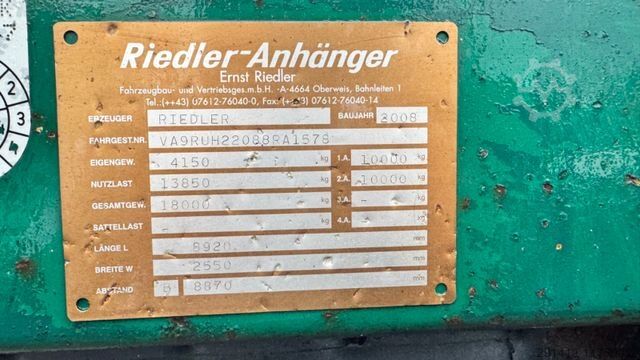 Riedler-Anhänger
Ernst Riedler
Fahrzeugbau- und Vertriebsges.m.b.H. · A-4664 Oberweis, Bahnleiten 1
Tel.:(++43) 07612-76040-0, Fax: (++43) 07612-76040-14
ERZEUGER RIEDLER BAUJAHR 2008
FAHRGEST.NR. VA9RUH22088RA1578
EIGENGEW. 4150 kg 1.A. 10000 kg
NUTZLAST 13850 kg 2.A. 10000 kg
GESAMTGEW. 18000 kg 3.A. - kg
SATTELLAST - kg 4.A. - kg
LÄNGE L 8920 mm
BREITE W 2550 mm
ABSTAND 8870 mm
2
3